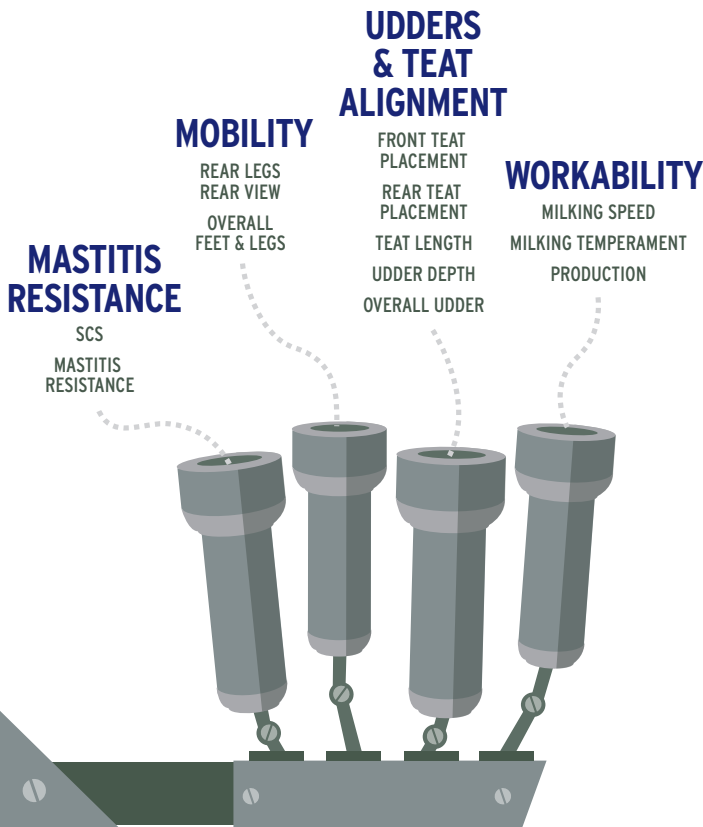 MASTITIS
RESISTANCE
SCS
MASTITIS
RESISTANCE
MOBILITY
REAR LEGS
REAR VIEW
OVERALL
FEET & LEGS
UDDERS
& TEAT
ALIGNMENT
FRONT TEAT
PLACEMENT
REAR TEAT
PLACEMENT
TEAT LENGTH
UDDER DEPTH
OVERALL UDDER
WORKABILITY
MILKING SPEED
MILKING TEMPERAMENT
PRODUCTION